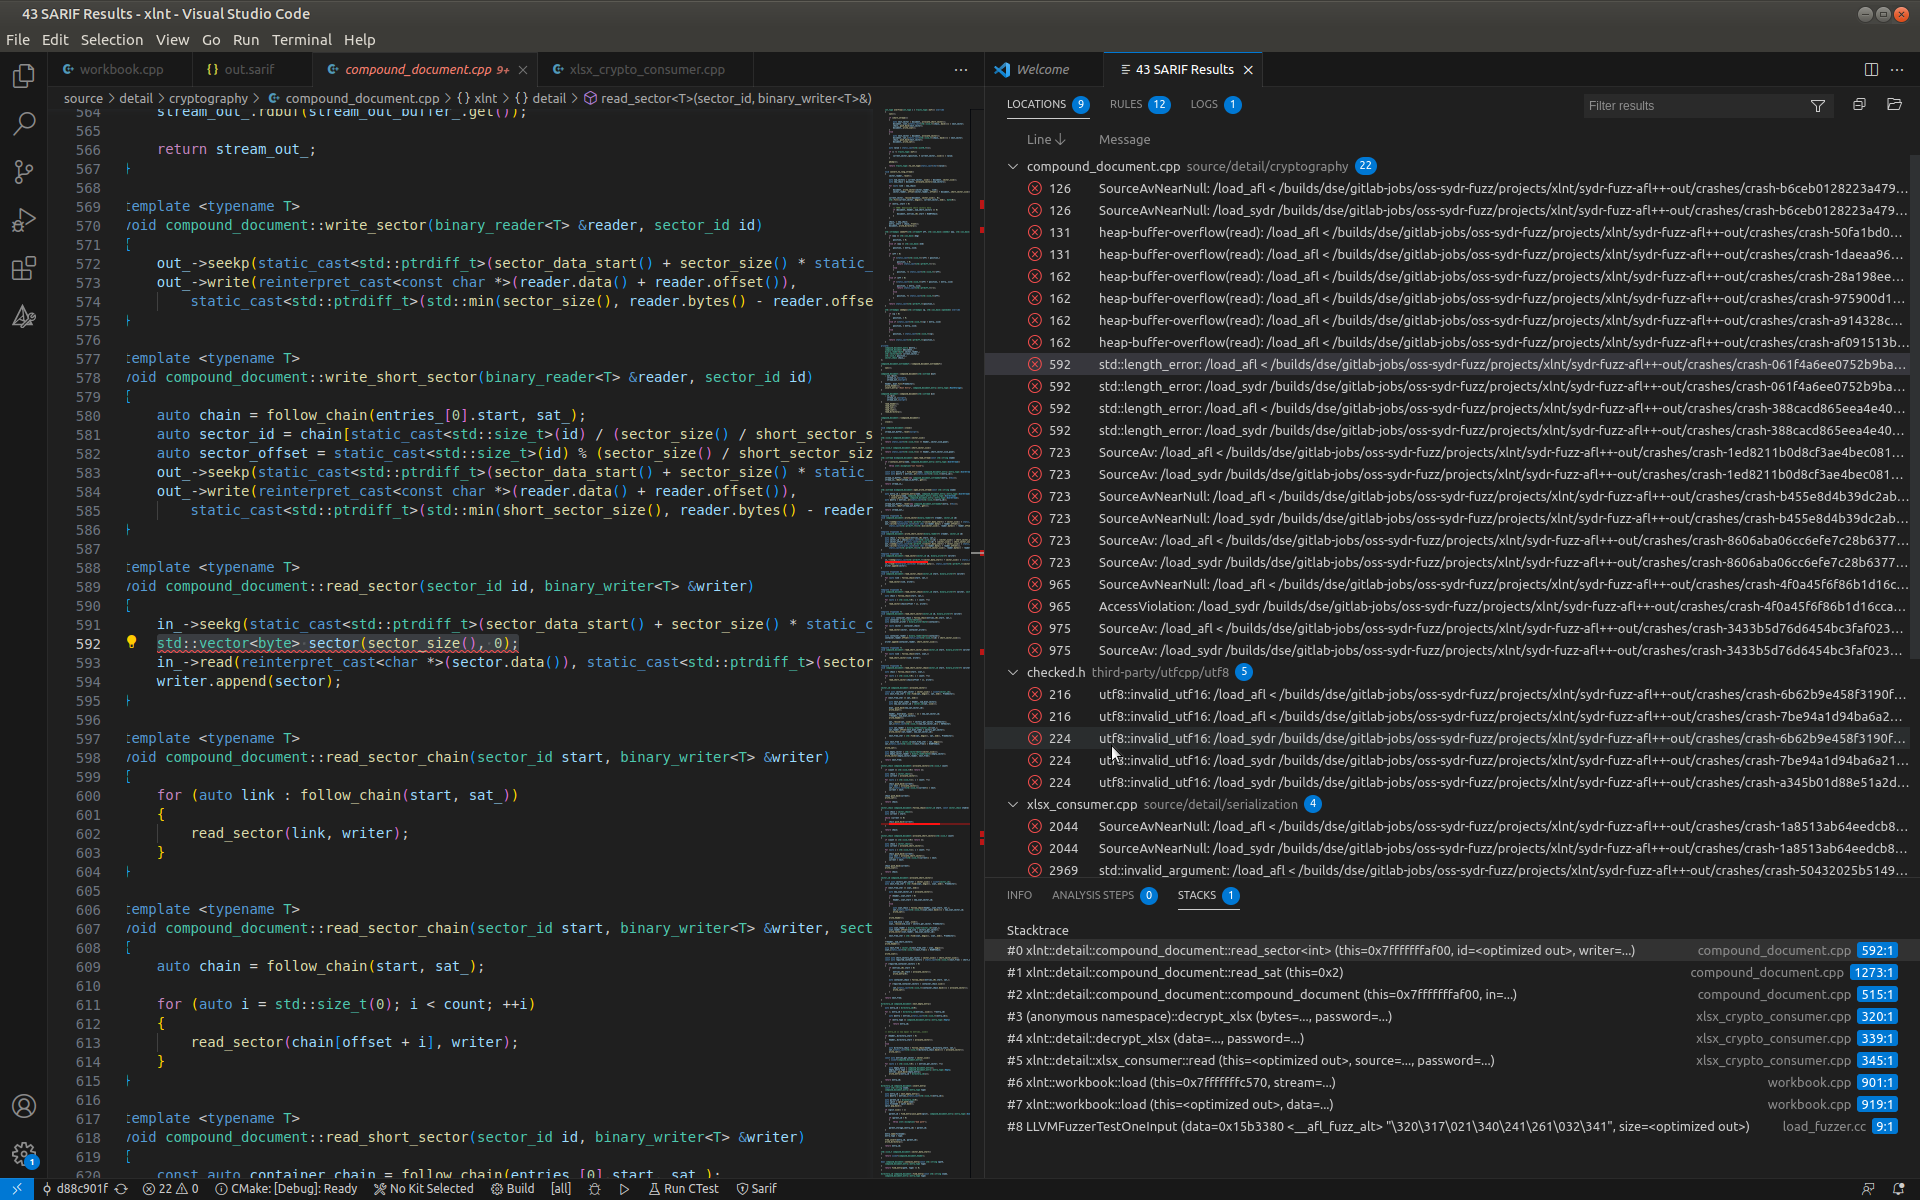 43 SARIF Results - xlnt - Visual Studio Code
File Edit Selection View Go Run Terminal Help
workbook.cpp out.sarif compound_document.cpp 9+ xlsx_crypto_consumer.cpp
source > detail > cryptography > compound_document.cpp > {} xlnt > {} detail > read_sector<T>(sector_id, binary_writer<T>&)
564 stream_out_.rdbuf(stream_out_buffer_.get());
565
566 return stream_out_;
567 }
568
569 template <typename T>
570 void compound_document::write_sector(binary_reader<T> &reader, sector_id id)
571 {
572 out_->seekp(static_cast<std::ptrdiff_t>(sector_data_start() + sector_size() * static_
573 out_->write(reinterpret_cast<const char *>(reader.data() + reader.offset()),
574 static_cast<std::ptrdiff_t>(std::min(sector_size(), reader.bytes() - reader.offse
575 }
576
577 template <typename T>
578 void compound_document::write_short_sector(binary_reader<T> &reader, sector_id id)
579 {
580 auto chain = follow_chain(entries_[0].start, sat_);
581 auto sector_id = chain[static_cast<std::size_t>(id) / (sector_size() / short_sector_s
582 auto sector_offset = static_cast<std::size_t>(id) % (sector_size() / short_sector_siz
583 out_->seekp(static_cast<std::ptrdiff_t>(sector_data_start() + sector_size() * static_
584 out_->write(reinterpret_cast<const char *>(reader.data() + reader.offset()),
585 static_cast<std::ptrdiff_t>(std::min(short_sector_size(), reader.bytes() - reader
586 }
587
588 template <typename T>
589 void compound_document::read_sector(sector_id id, binary_writer<T> &writer)
590 {
591 in_->seekg(static_cast<std::ptrdiff_t>(sector_data_start() + sector_size() * static_c
592 std::vector<byte> sector(sector_size(), 0);
593 in_->read(reinterpret_cast<char *>(sector.data()), static_cast<std::ptrdiff_t>(sector
594 writer.append(sector);
595 }
596
597 template <typename T>
598 void compound_document::read_sector_chain(sector_id start, binary_writer<T> &writer)
599 {
600 for (auto link : follow_chain(start, sat_))
601 {
602 read_sector(link, writer);
603 }
604 }
605
606 template <typename T>
607 void compound_document::read_sector_chain(sector_id start, binary_writer<T> &writer, sect
608 {
609 auto chain = follow_chain(start, sat_);
610
611 for (auto i = std::size_t(0); i < count; ++i)
612 {
613 read_sector(chain[offset + i], writer);
614 }
615 }
616
617 template <typename T>
618 void compound_document::read_short_sector(sector_id id, binary_writer<T> &writer)
619 {
620 const auto container_chain = follow_chain(entries_[0].start, sat_);
Welcome 43 SARIF Results
LOCATIONS 9 RULES 12 LOGS 1 Filter results
Line Message
compound_document.cpp source/detail/cryptography 22
126 SourceAvNearNull: /load_afl < /builds/dse/gitlab-jobs/oss-sydr-fuzz/projects/xlnt/sydr-fuzz-afl++-out/crashes/crash-b6ceb0128223a479...
126 SourceAvNearNull: /load_sydr /builds/dse/gitlab-jobs/oss-sydr-fuzz/projects/xlnt/sydr-fuzz-afl++-out/crashes/crash-b6ceb0128223a479...
131 heap-buffer-overflow(read): /load_afl < /builds/dse/gitlab-jobs/oss-sydr-fuzz/projects/xlnt/sydr-fuzz-afl++-out/crashes/crash-50fa1bd0...
131 heap-buffer-overflow(read): /load_afl < /builds/dse/gitlab-jobs/oss-sydr-fuzz/projects/xlnt/sydr-fuzz-afl++-out/crashes/crash-1daeaa96...
162 heap-buffer-overflow(read): /load_afl < /builds/dse/gitlab-jobs/oss-sydr-fuzz/projects/xlnt/sydr-fuzz-afl++-out/crashes/crash-28a198ee...
162 heap-buffer-overflow(read): /load_afl < /builds/dse/gitlab-jobs/oss-sydr-fuzz/projects/xlnt/sydr-fuzz-afl++-out/crashes/crash-975900d1...
162 heap-buffer-overflow(read): /load_afl < /builds/dse/gitlab-jobs/oss-sydr-fuzz/projects/xlnt/sydr-fuzz-afl++-out/crashes/crash-a914328c...
162 heap-buffer-overflow(read): /load_afl < /builds/dse/gitlab-jobs/oss-sydr-fuzz/projects/xlnt/sydr-fuzz-afl++-out/crashes/crash-af091513b...
592 std::length_error: /load_afl < /builds/dse/gitlab-jobs/oss-sydr-fuzz/projects/xlnt/sydr-fuzz-afl++-out/crashes/crash-061f4a6ee0752b9ba...
592 std::length_error: /load_sydr /builds/dse/gitlab-jobs/oss-sydr-fuzz/projects/xlnt/sydr-fuzz-afl++-out/crashes/crash-061f4a6ee0752b9ba...
592 std::length_error: /load_afl < /builds/dse/gitlab-jobs/oss-sydr-fuzz/projects/xlnt/sydr-fuzz-afl++-out/crashes/crash-388cacd865eea4e40...
592 std::length_error: /load_sydr /builds/dse/gitlab-jobs/oss-sydr-fuzz/projects/xlnt/sydr-fuzz-afl++-out/crashes/crash-388cacd865eea4e40...
723 SourceAv: /load_afl < /builds/dse/gitlab-jobs/oss-sydr-fuzz/projects/xlnt/sydr-fuzz-afl++-out/crashes/crash-1ed8211b0d8cf3ae4bec081...
723 SourceAv: /load_sydr /builds/dse/gitlab-jobs/oss-sydr-fuzz/projects/xlnt/sydr-fuzz-afl++-out/crashes/crash-1ed8211b0d8cf3ae4bec081...
723 SourceAvNearNull: /load_afl < /builds/dse/gitlab-jobs/oss-sydr-fuzz/projects/xlnt/sydr-fuzz-afl++-out/crashes/crash-b455e8d4b39dc2ab...
723 SourceAvNearNull: /load_sydr /builds/dse/gitlab-jobs/oss-sydr-fuzz/projects/xlnt/sydr-fuzz-afl++-out/crashes/crash-b455e8d4b39dc2ab...
723 SourceAv: /load_afl < /builds/dse/gitlab-jobs/oss-sydr-fuzz/projects/xlnt/sydr-fuzz-afl++-out/crashes/crash-8606aba06cc6efe7c28b6377...
723 SourceAv: /load_sydr /builds/dse/gitlab-jobs/oss-sydr-fuzz/projects/xlnt/sydr-fuzz-afl++-out/crashes/crash-8606aba06cc6efe7c28b6377...
965 SourceAvNearNull: /load_afl < /builds/dse/gitlab-jobs/oss-sydr-fuzz/projects/xlnt/sydr-fuzz-afl++-out/crashes/crash-4f0a45f6f86b1d16c...
965 AccessViolation: /load_sydr /builds/dse/gitlab-jobs/oss-sydr-fuzz/projects/xlnt/sydr-fuzz-afl++-out/crashes/crash-4f0a45f6f86b1d16cca...
975 SourceAv: /load_afl < /builds/dse/gitlab-jobs/oss-sydr-fuzz/projects/xlnt/sydr-fuzz-afl++-out/crashes/crash-3433b5d76d6454bc3faf023...
975 SourceAv: /load_sydr /builds/dse/gitlab-jobs/oss-sydr-fuzz/projects/xlnt/sydr-fuzz-afl++-out/crashes/crash-3433b5d76d6454bc3faf023...
checked.h third-party/utfcpp/utf8 5
216 utf8::invalid_utf16: /load_afl < /builds/dse/gitlab-jobs/oss-sydr-fuzz/projects/xlnt/sydr-fuzz-afl++-out/crashes/crash-6b62b9e458f3190f...
216 utf8::invalid_utf16: /load_afl < /builds/dse/gitlab-jobs/oss-sydr-fuzz/projects/xlnt/sydr-fuzz-afl++-out/crashes/crash-7be94a1d94ba6a2...
224 utf8::invalid_utf16: /load_sydr /builds/dse/gitlab-jobs/oss-sydr-fuzz/projects/xlnt/sydr-fuzz-afl++-out/crashes/crash-6b62b9e458f3190f...
224 utf8::invalid_utf16: /load_sydr /builds/dse/gitlab-jobs/oss-sydr-fuzz/projects/xlnt/sydr-fuzz-afl++-out/crashes/crash-7be94a1d94ba6a21...
224 utf8::invalid_utf16: /load_sydr /builds/dse/gitlab-jobs/oss-sydr-fuzz/projects/xlnt/sydr-fuzz-afl++-out/crashes/crash-a345b01d88e51a2d...
xlsx_consumer.cpp source/detail/serialization 4
2044 SourceAvNearNull: /load_afl < /builds/dse/gitlab-jobs/oss-sydr-fuzz/projects/xlnt/sydr-fuzz-afl++-out/crashes/crash-1a8513ab64eedcb8...
2044 SourceAvNearNull: /load_sydr /builds/dse/gitlab-jobs/oss-sydr-fuzz/projects/xlnt/sydr-fuzz-afl++-out/crashes/crash-1a8513ab64eedcb8...
2969 std::invalid_argument: /load_afl < /builds/dse/gitlab-jobs/oss-sydr-fuzz/projects/xlnt/sydr-fuzz-afl++-out/crashes/crash-50432025b5149...
INFO ANALYSIS STEPS 0 STACKS 1
Stacktrace
#0 xlnt::detail::compound_document::read_sector<int> (this=0x7fffffffaf00, id=<optimized out>, writer=...) compound_document.cpp 592:1
#1 xlnt::detail::compound_document::read_sat (this=0x2) compound_document.cpp 1273:1
#2 xlnt::detail::compound_document::compound_document (this=0x7fffffffaf00, in=...) compound_document.cpp 515:1
#3 (anonymous namespace)::decrypt_xlsx (bytes=..., password=...) xlsx_crypto_consumer.cpp 320:1
#4 xlnt::detail::decrypt_xlsx (data=..., password=...) xlsx_crypto_consumer.cpp 339:1
#5 xlnt::detail::xlsx_consumer::read (this=<optimized out>, source=..., password=...) xlsx_crypto_consumer.cpp 345:1
#6 xlnt::workbook::load (this=0x7fffffffc570, stream=...) workbook.cpp 901:1
#7 xlnt::workbook::load (this=<optimized out>, data=...) workbook.cpp 919:1
#8 LLVMFuzzerTestOneInput (data=0x15b3380 <__afl_fuzz_alt> "\320\317\021\340\241\261\032\341", size=<optimized out>) load_fuzzer.cc 9:1
1
d88c901f 22 0 CMake: [Debug]: Ready No Kit Selected Build [all] Run CTest Sarif